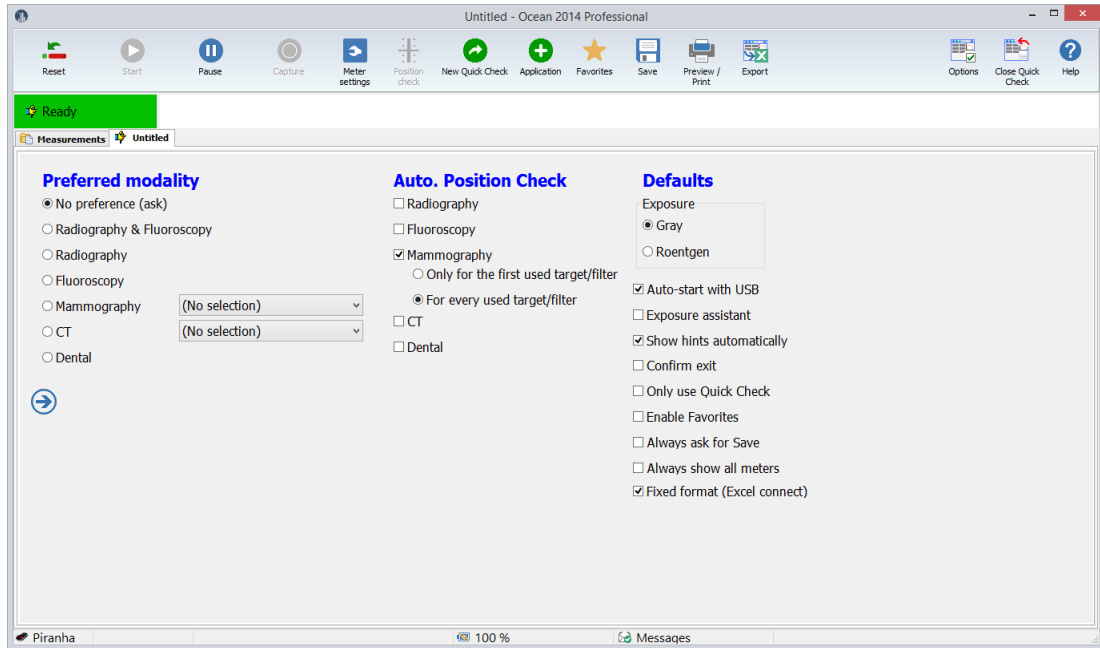 Untitled - Ocean 2014 Professional
Reset
Start
Pause
Capture
Meter
settings
Position
check
New Quick Check
Application
Favorites
Save
Preview /
Print
Export
Options
Close Quick
Check
Help
Ready
Measurements
Untitled
Preferred modality
No preference (ask)
Radiography & Fluoroscopy
Radiography
Fluoroscopy
Mammography
(No selection)
CT
(No selection)
Dental
Auto. Position Check
Radiography
Fluoroscopy
Mammography
Only for the first used target/filter
For every used target/filter
CT
Dental
Defaults
Exposure
Gray
Roentgen
Auto-start with USB
Exposure assistant
Show hints automatically
Confirm exit
Only use Quick Check
Enable Favorites
Always ask for Save
Always show all meters
Fixed format (Excel connect)
Piranha
100 %
Messages